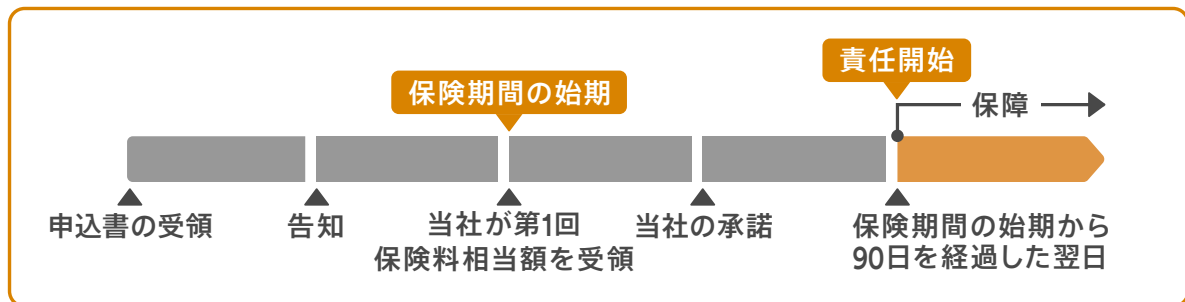 責任開始
保険期間の始期
保障
申込書の受領
告知
当社が第1回
保険料相当額を受領
当社の承諾
保険期間の始期から
90日を経過した翌日